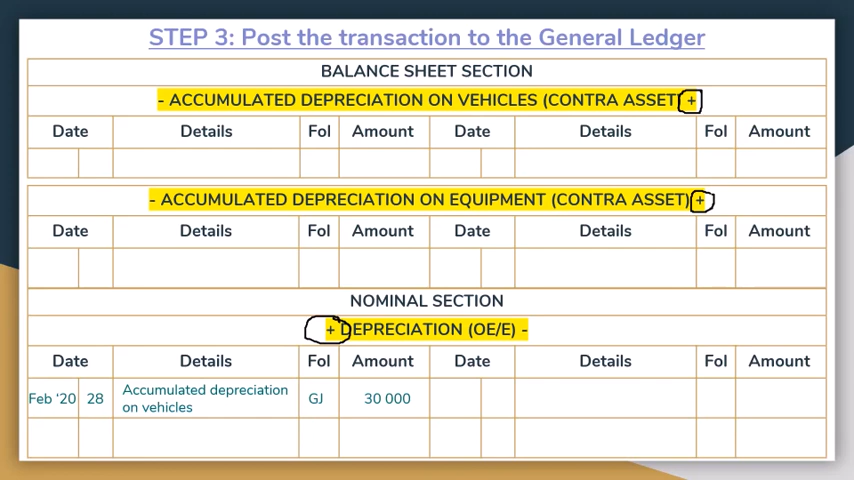 STEP 3: Post the transaction to the General Ledger
BALANCE SHEET SECTION
- ACCUMULATED DEPRECIATION ON VEHICLES (CONTRA ASSET) +
Date Details Fol Amount Date Details Fol Amount
- ACCUMULATED DEPRECIATION ON EQUIPMENT (CONTRA ASSET) +
Date Details Fol Amount Date Details Fol Amount
NOMINAL SECTION
+ DEPRECIATION (OE/E) -
Date Details Fol Amount Date Details Fol Amount
Feb '20 28 Accumulated depreciation on vehicles GJ 30 000